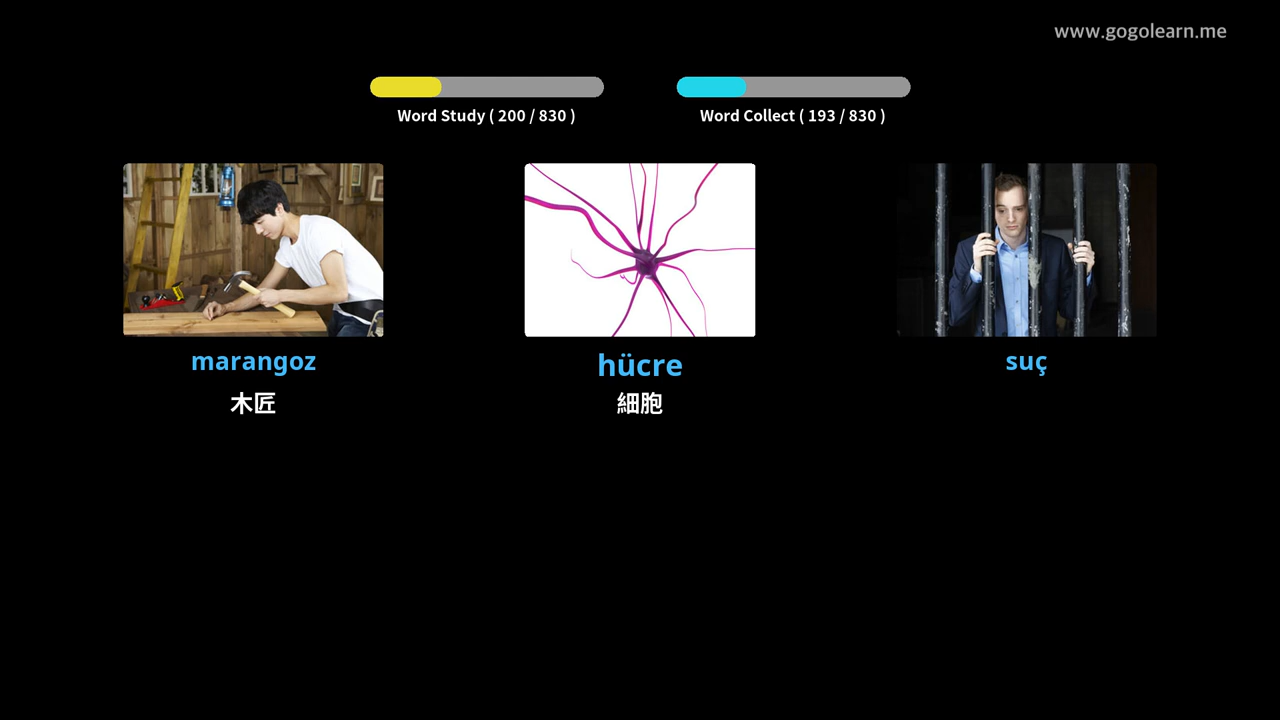 www.gogolearn.me
Word Study ( 200 / 830 )
Word Collect ( 193 / 830 )
marangoz
hücre
suç
木匠
細胞